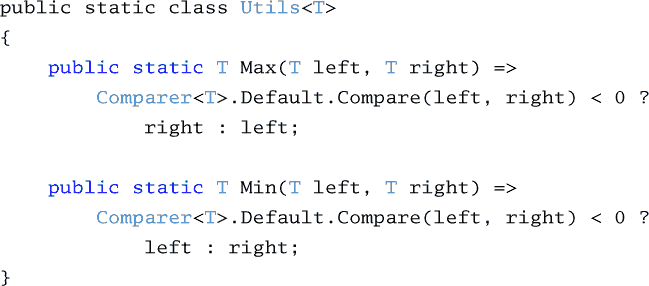 public static class Utils<T>
{
    public static T Max(T left, T right) =>
        Comparer<T>.Default.Compare(left, right) < 0 ?
            right : left;

    public static T Min(T left, T right) =>
        Comparer<T>.Default.Compare(left, right) < 0 ?
            left : right;
}